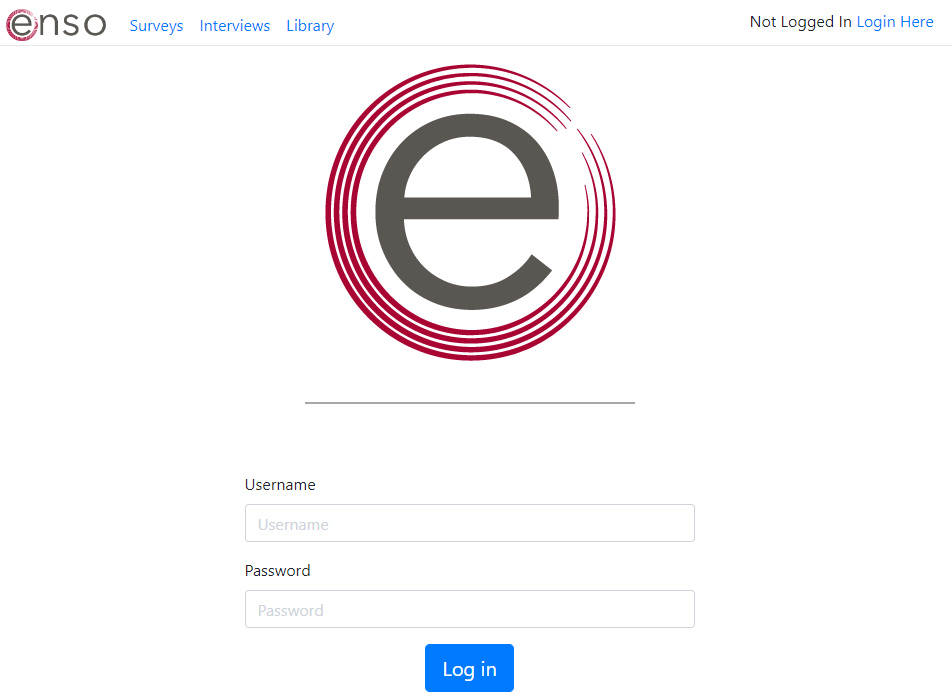 enso Surveys Interviews Library Not Logged In Login Here
e
Username
Username
Password
Password
Log in